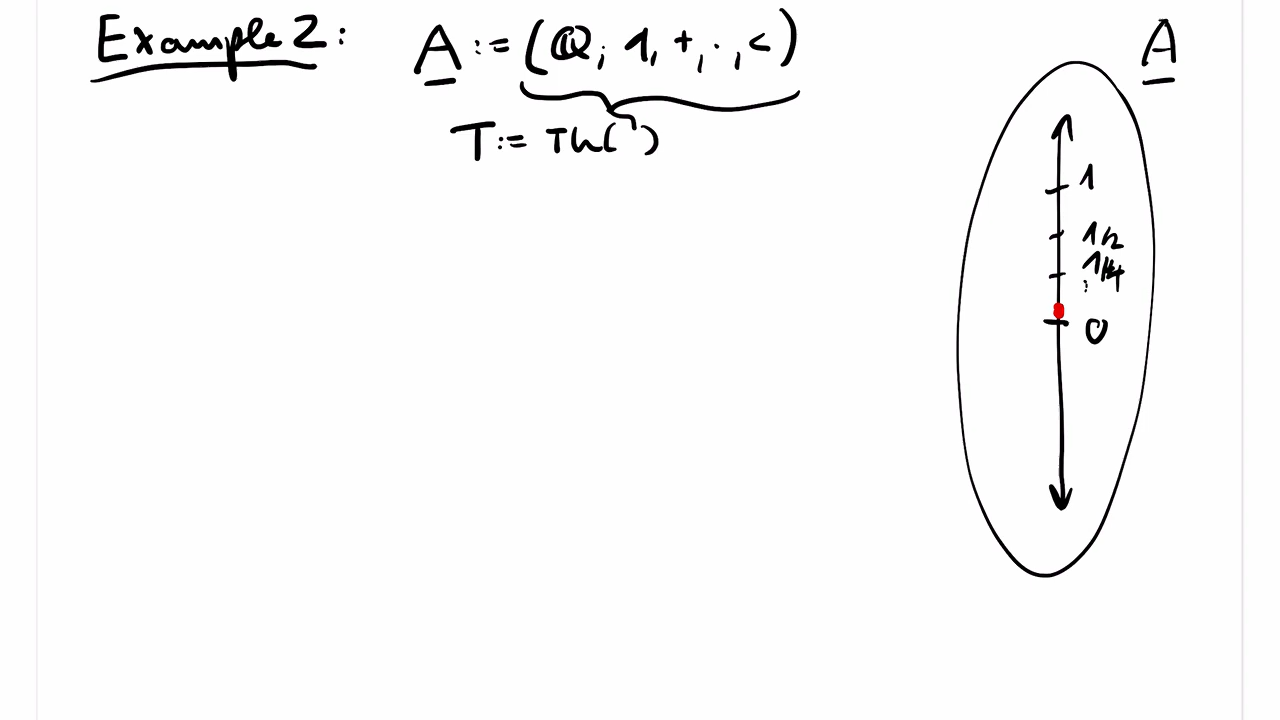 Example 2: A := (ℚ; 1, +, ·, <)
T := Th( )
A
1
1/2
1/4
⋮
0